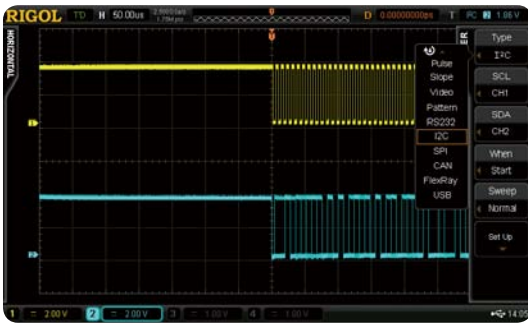 RIGOL TD H 50.00us D 0.00000000ps T I²C 2 1.06 V
HORIZONTAL
Type
I²C
SCL
CH1
SDA
CH2
When
Start
Sweep
Normal
Set Up
Pulse
Slope
Video
Pattern
RS232
I2C
SPI
CAN
FlexRay
USB
1 = 2.00 V 2 = 2.00 V 3 = 1.00 V 4 = 1.00 V